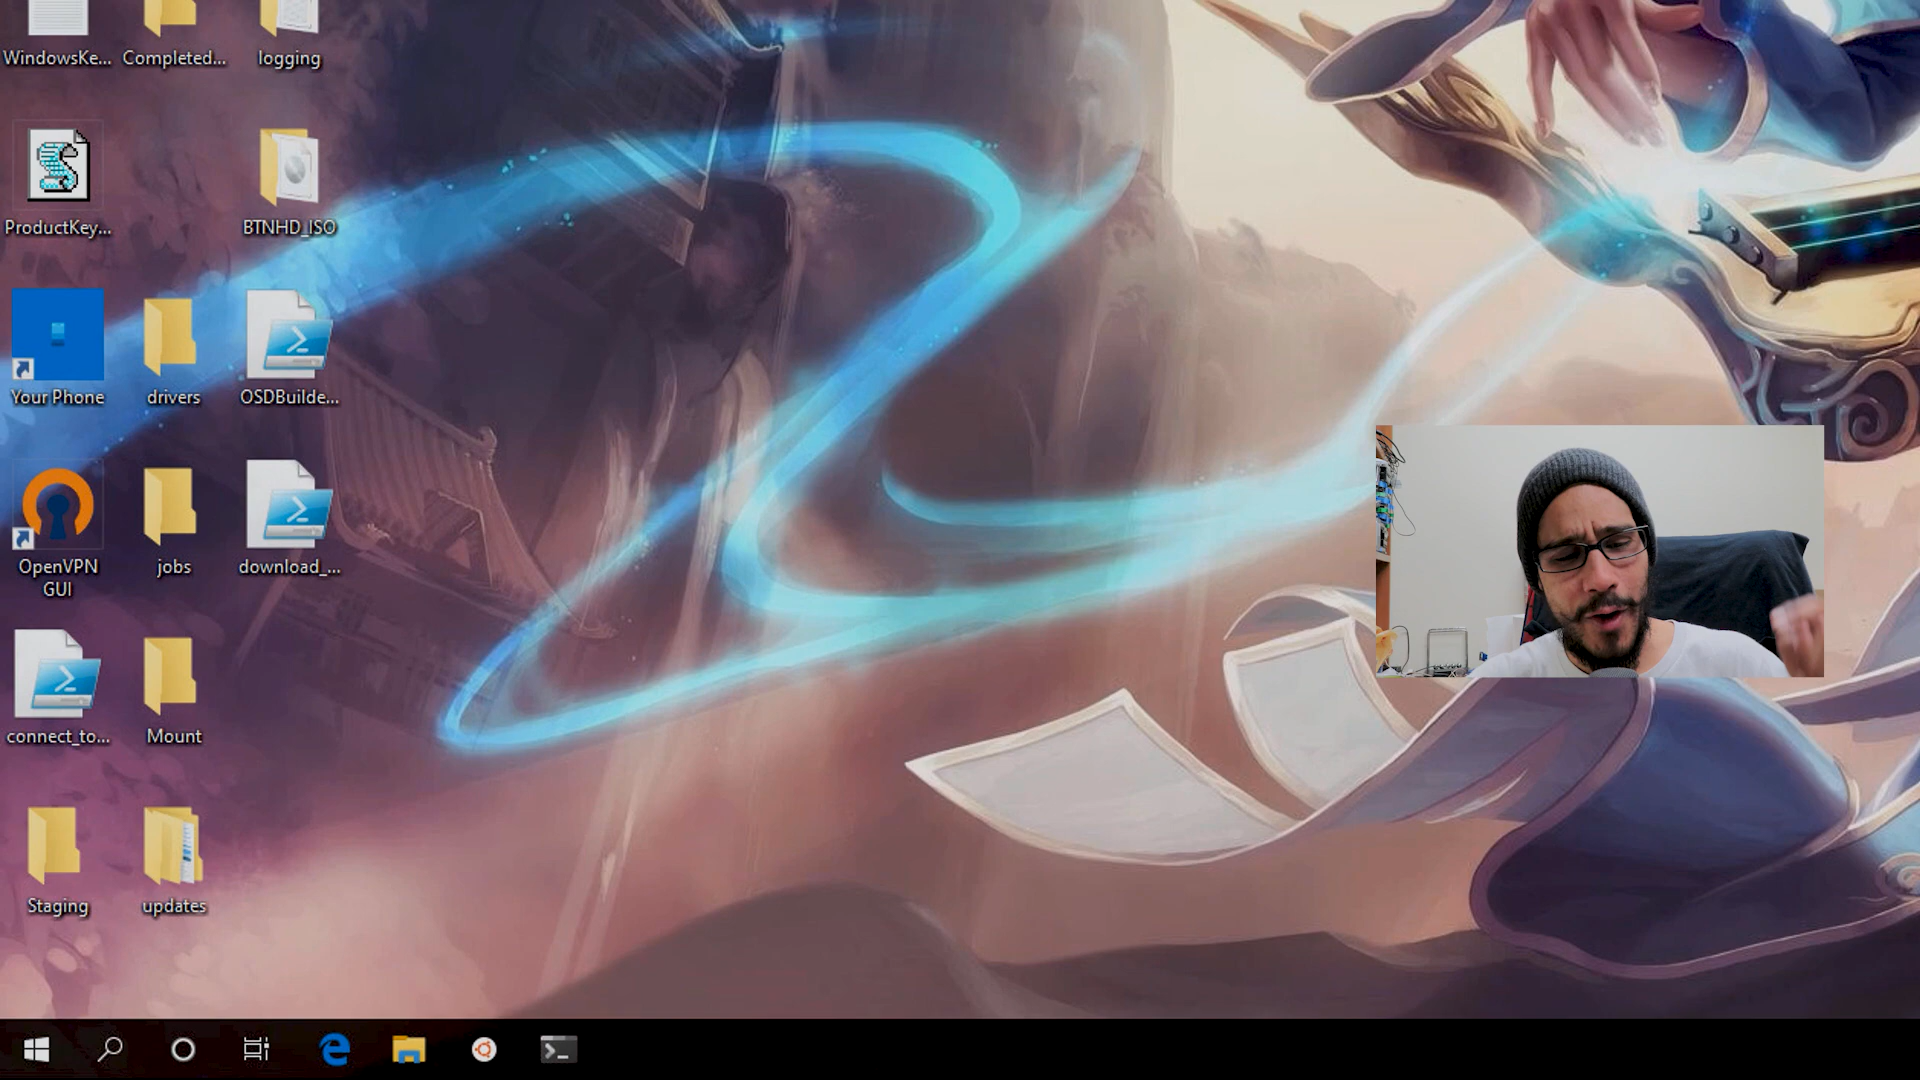 WindowsKe...
Completed...
logging
ProductKey...
BTNHD_ISO
Your Phone
drivers
OSDBuilde...
OpenVPN
GUI
jobs
download_...
connect_to...
Mount
Staging
updates